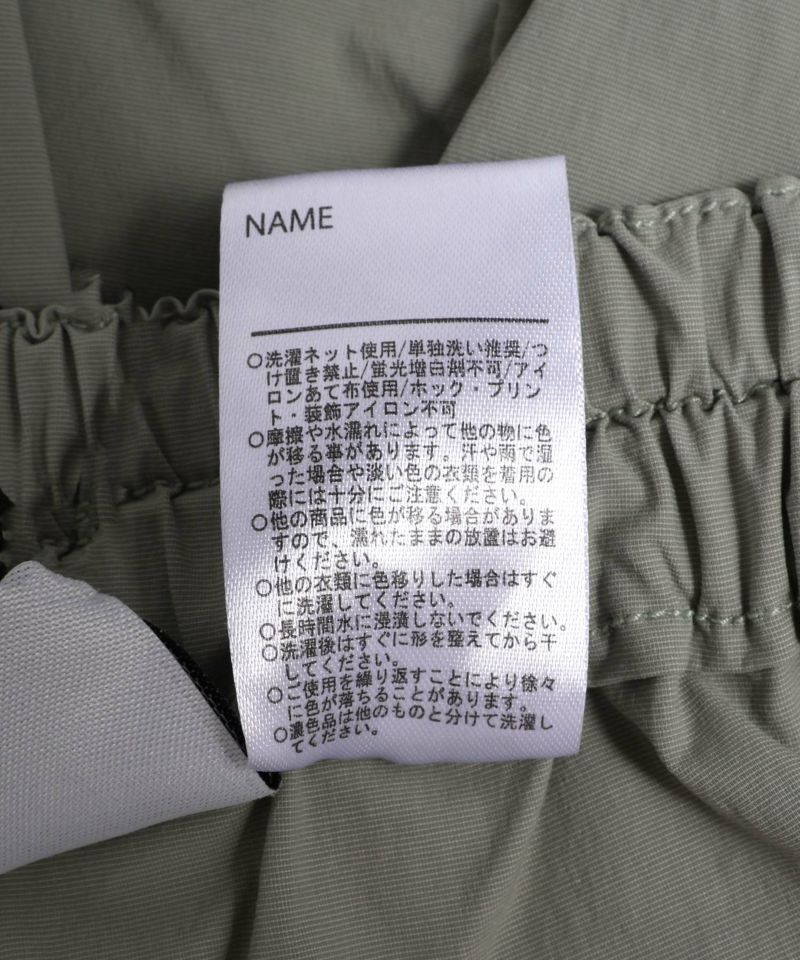 NAME
○洗濯ネット使用/単独洗い推奨/つ
け置き禁止/蛍光増白剤不可/アイ
ロンあて布使用/ホック・プリン
ト・装飾アイロン不可
○摩擦や水濡れによって他の物に色
が移る事があります。汗や雨で湿
った場合や淡い色の衣類を着用の
際には十分にご注意ください。
○他の商品に色が移る場合がありま
すので、濡れたままの放置はお避
けください。
○他の衣類に色移りした場合はすぐ
に洗濯してください。
○長時間水に浸漬しないでください。
○洗濯後はすぐに形を整えてから干
してください。
○ご使用を繰り返すことにより徐々
に色が落ちることがあります。
○濃色品は他のものと分けて洗濯し
てください。